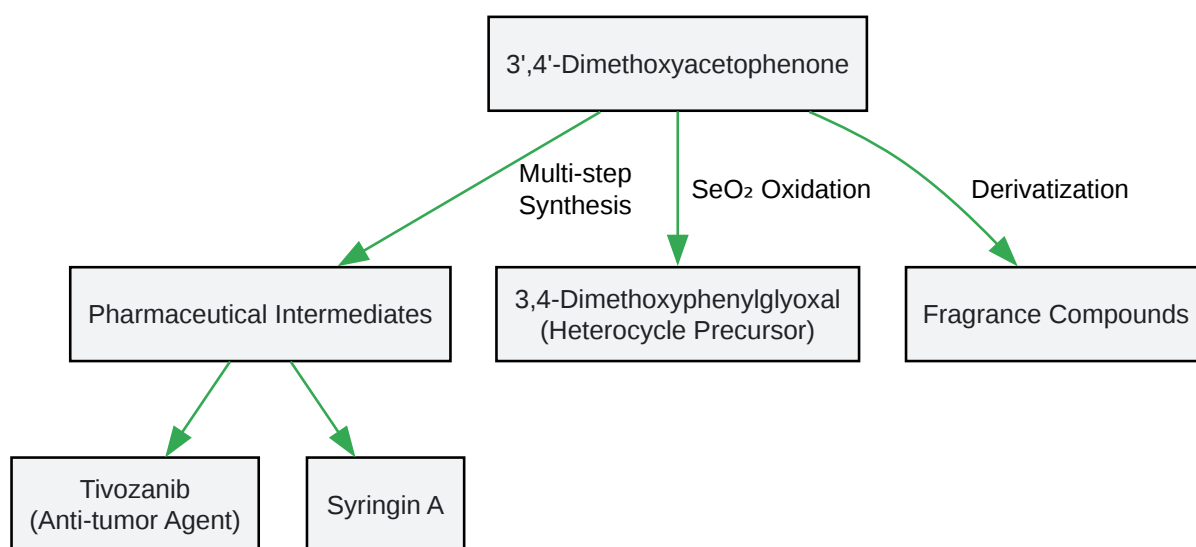 3',4'-Dimethoxyacetophenone
Multi-step
Synthesis
SeO₂ Oxidation
Derivatization
Pharmaceutical Intermediates
3,4-Dimethoxyphenylglyoxal
(Heterocycle Precursor)
Fragrance Compounds
Tivozanib
(Anti-tumor Agent)
Syringin A